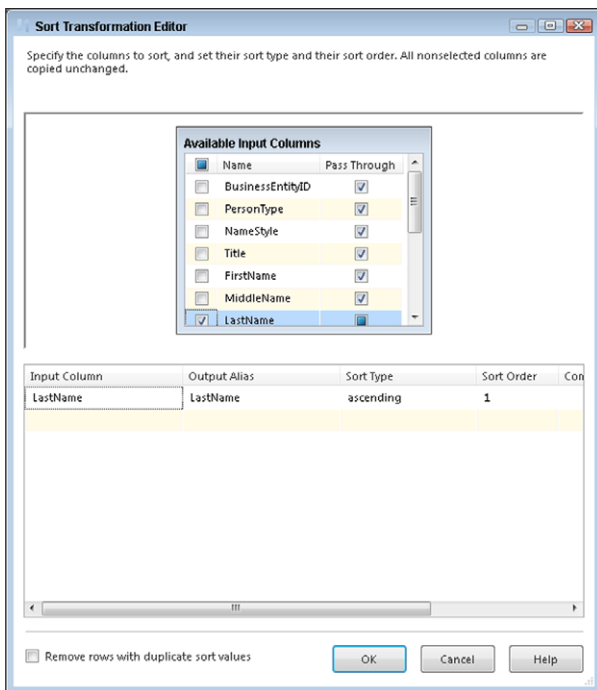 Sort Transformation Editor
Specify the columns to sort, and set their sort type and their sort order. All nonselected columns are
copied unchanged.
Available Input Columns
Name Pass Through
BusinessEntityID
PersonType
NameStyle
Title
FirstName
MiddleName
LastName
Input Column Output Alias Sort Type Sort Order Con
LastName LastName ascending 1
Remove rows with duplicate sort values OK Cancel Help